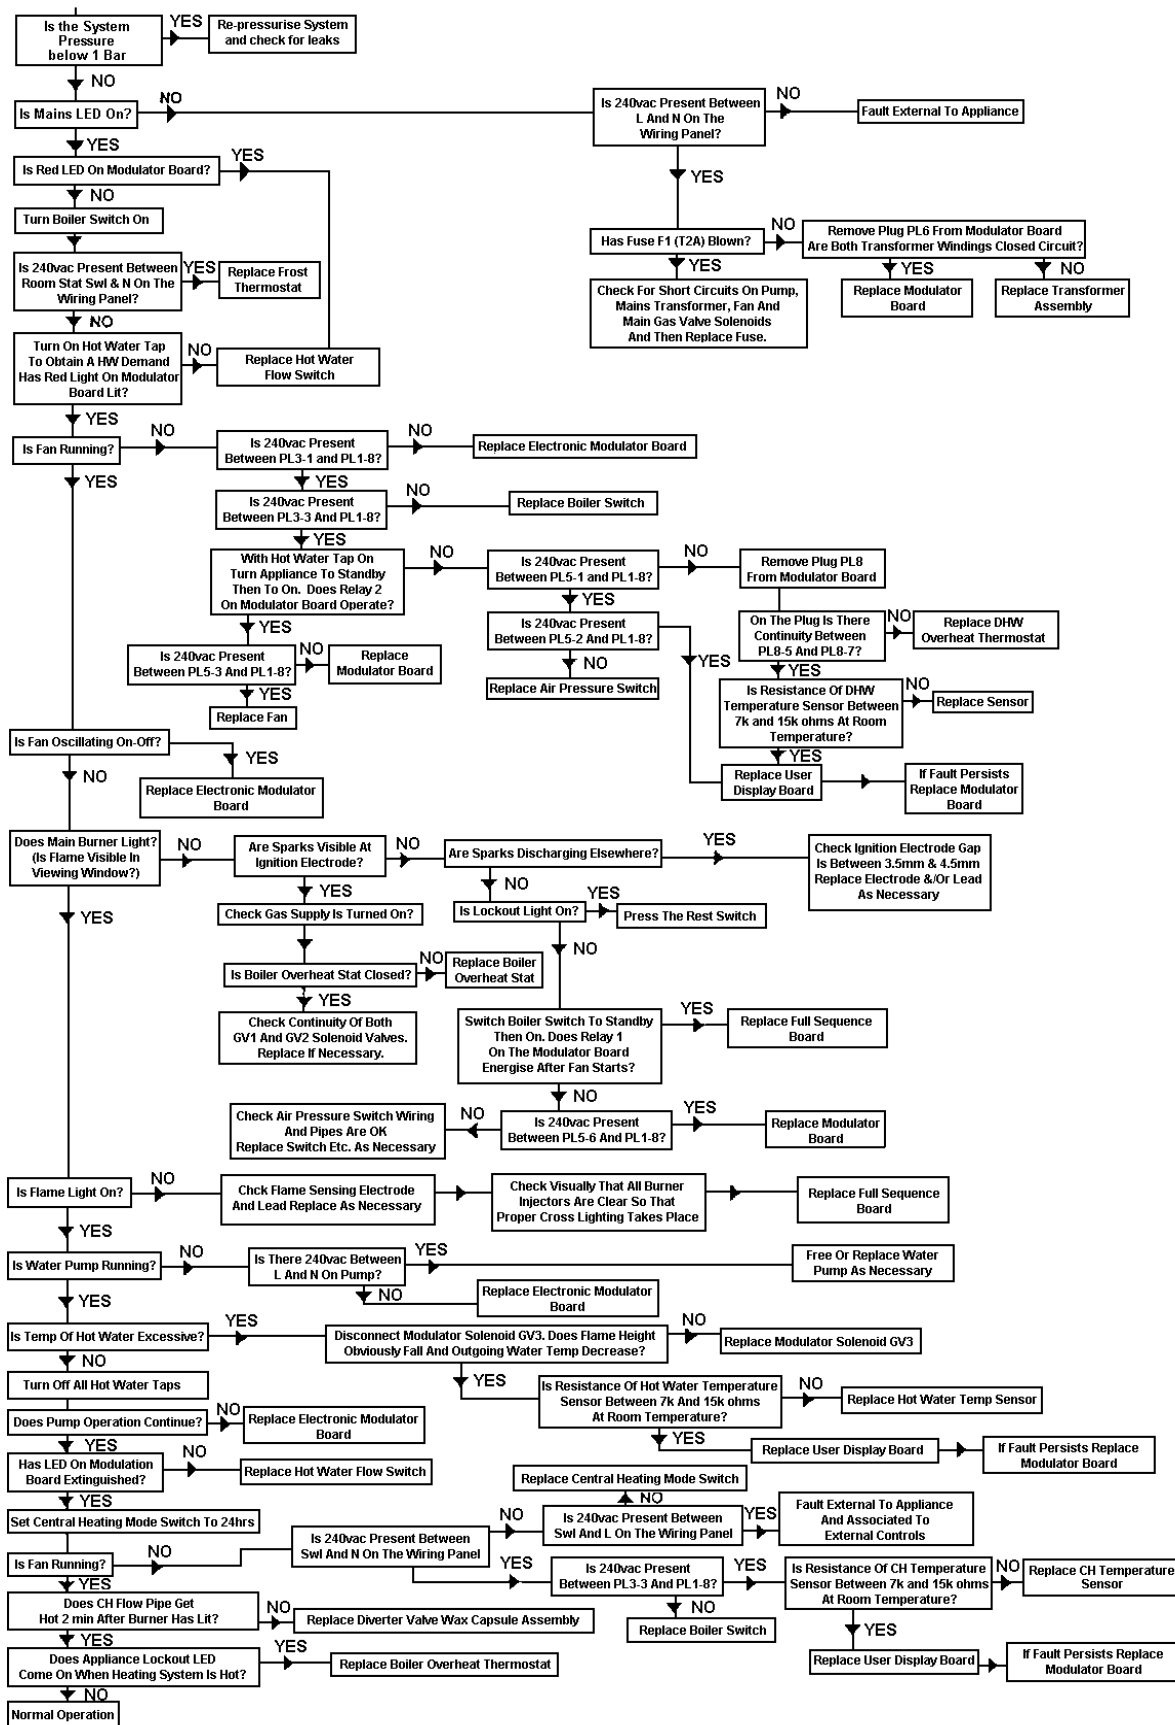 Is the System
Pressure
below 1 Bar
YES
Re-pressurise System
and check for leaks
NO
Is Mains LED On?
NO
Is 240vac Present Between
L And N On The
Wiring Panel?
NO
Fault External To Appliance
YES
YES
Is Red LED On Modulator Board?
YES
NO
Turn Boiler Switch On
Has Fuse F1 (T2A) Blown?
NO
Remove Plug PL6 From Modulator Board
Are Both Transformer Windings Closed Circuit?
YES
YES
NO
Check For Short Circuits On Pump,
Mains Transformer, Fan And
Main Gas Valve Solenoids
And Then Replace Fuse.
Replace Modulator
Board
Replace Transformer
Assembly
Is 240vac Present Between
Room Stat Swl & N On The
Wiring Panel?
YES
Replace Frost
Thermostat
NO
Turn On Hot Water Tap
To Obtain A HW Demand
Has Red Light On Modulator
Board Lit?
NO
Replace Hot Water
Flow Switch
YES
Is Fan Running?
NO
Is 240vac Present
Between PL3-1 and PL1-8?
NO
Replace Electronic Modulator Board
YES
YES
Is 240vac Present
Between PL3-3 And PL1-8?
NO
Replace Boiler Switch
YES
With Hot Water Tap On
Turn Appliance To Standby
Then To On. Does Relay 2
On Modulator Board Operate?
NO
Is 240vac Present
Between PL5-1 and PL1-8?
NO
Remove Plug PL8
From Modulator Board
YES
YES
Is 240vac Present
Between PL5-2 And PL1-8?
On The Plug Is There
Continuity Between
PL8-5 And PL8-7?
NO
Replace DHW
Overheat Thermostat
Is 240vac Present
Between PL5-3 And PL1-8?
NO
Replace
Modulator Board
NO
YES
YES
Replace Air Pressure Switch
Is Resistance Of DHW
Temperature Sensor Between
7k and 15k ohms At Room
Temperature?
NO
Replace Sensor
YES
Replace Fan
Is Fan Oscillating On-Off?
YES
YES
NO
Replace Electronic Modulator
Board
Replace User
Display Board
If Fault Persists
Replace Modulator
Board
Does Main Burner Light?
(Is Flame Visible In
Viewing Window?)
NO
Are Sparks Visible At
Ignition Electrode?
NO
Are Sparks Discharging Elsewhere?
YES
Check Ignition Electrode Gap
Is Between 3.5mm & 4.5mm
Replace Electrode &/Or Lead
As Necessary
YES
NO
YES
Check Gas Supply Is Turned On?
Is Lockout Light On?
YES
Press The Rest Switch
NO
Is Boiler Overheat Stat Closed?
NO
Replace Boiler
Overheat Stat
YES
Check Continuity Of Both
GV1 And GV2 Solenoid Valves.
Replace If Necessary.
Switch Boiler Switch To Standby
Then On. Does Relay 1
On The Modulator Board
Energise After Fan Starts?
YES
Replace Full Sequence
Board
NO
Check Air Pressure Switch Wiring
And Pipes Are OK
Replace Switch Etc. As Necessary
NO
Is 240vac Present
Between PL5-6 And PL1-8?
YES
Replace Modulator
Board
Is Flame Light On?
NO
Chck Flame Sensing Electrode
And Lead Replace As Necessary
Check Visually That All Burner
Injectors Are Clear So That
Proper Cross Lighting Takes Place
Replace Full Sequence
Board
YES
Is Water Pump Running?
NO
Is There 240vac Between
L And N On Pump?
YES
Free Or Replace Water
Pump As Necessary
NO
Replace Electronic Modulator
Board
YES
Is Temp Of Hot Water Excessive?
YES
Disconnect Modulator Solenoid GV3. Does Flame Height
Obviously Fall And Outgoing Water Temp Decrease?
NO
Replace Modulator Solenoid GV3
NO
YES
Turn Off All Hot Water Taps
Is Resistance Of Hot Water Temperature
Sensor Between 7k And 15k ohms
At Room Temperature?
NO
Replace Hot Water Temp Sensor
Does Pump Operation Continue?
NO
Replace Electronic Modulator
Board
YES
YES
Replace User Display Board
If Fault Persists Replace
Modulator Board
Has LED On Modulation
Board Extinguished?
NO
Replace Hot Water Flow Switch
Replace Central Heating Mode Switch
YES
NO
Set Central Heating Mode Switch To 24hrs
Is 240vac Present Between
Swl And N On The Wiring Panel
NO
Is 240vac Present Between
Swl And L On The Wiring Panel
YES
Fault External To Appliance
And Associated To
External Controls
Is Fan Running?
NO
YES
Is 240vac Present
Between PL3-3 And PL1-8?
YES
Is Resistance Of CH Temperature
Sensor Between 7k and 15k ohms
At Room Temperature?
NO
Replace CH Temperature
Sensor
YES
Does CH Flow Pipe Get
Hot 2 min After Burner Has Lit?
NO
Replace Diverter Valve Wax Capsule Assembly
NO
Replace Boiler Switch
YES
YES
Does Appliance Lockout LED
Come On When Heating System Is Hot?
YES
Replace Boiler Overheat Thermostat
Replace User Display Board
If Fault Persists Replace
Modulator Board
NO
Normal Operation